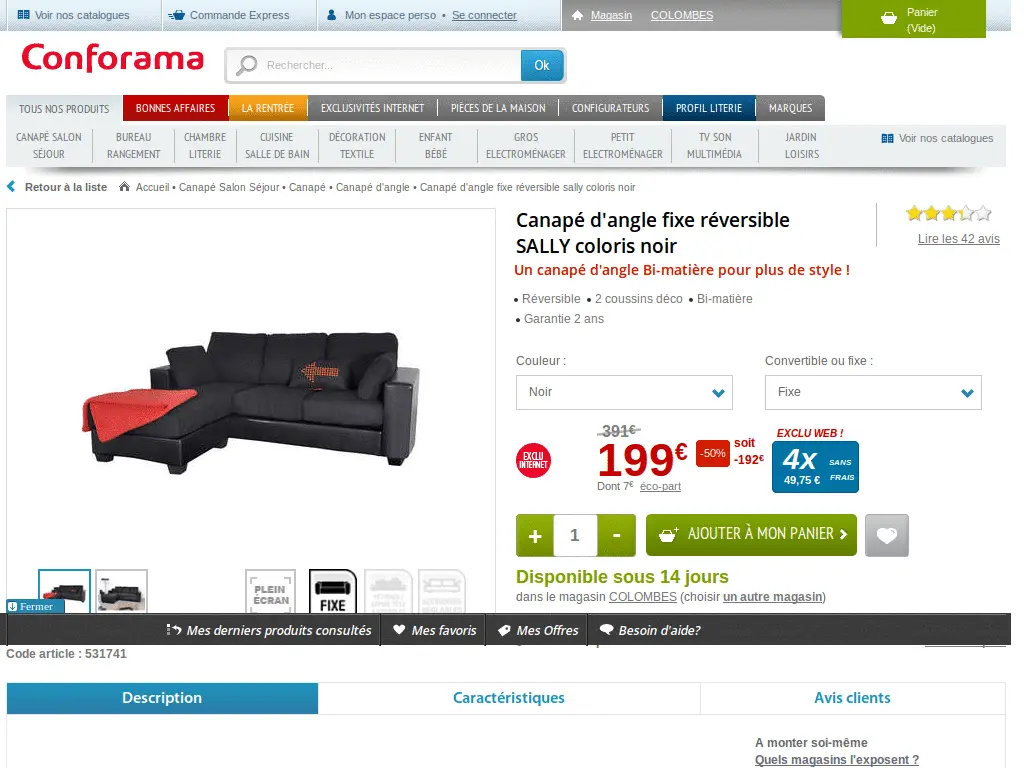 Voir nos catalogues
Commande Express
Mon espace perso • Se connecter
Magasin COLOMBES
Panier
(Vide)
Conforama
Rechercher...
Ok
TOUS NOS PRODUITS
BONNES AFFAIRES
LA RENTRÉE
EXCLUSIVITÉS INTERNET
PIÈCES DE LA MAISON
CONFIGURATEURS
PROFIL LITERIE
MARQUES
CANAPÉ SALON
SÉJOUR
BUREAU
RANGEMENT
CHAMBRE
LITERIE
CUISINE
SALLE DE BAIN
DÉCORATION
TEXTILE
ENFANT
BÉBÉ
GROS
ELECTROMÉNAGER
PETIT
ELECTROMÉNAGER
TV SON
MULTIMÉDIA
JARDIN
LOISIRS
Voir nos catalogues
Retour à la liste
Accueil • Canapé Salon Séjour • Canapé • Canapé d'angle • Canapé d'angle fixe réversible sally coloris noir
Canapé d'angle fixe réversible
SALLY coloris noir
Lire les 42 avis
Un canapé d'angle Bi-matière pour plus de style !
• Réversible • 2 coussins déco • Bi-matière
• Garantie 2 ans
Couleur :
Noir
Convertible ou fixe :
Fixe
EXCLU
INTERNET
391€
199€
Dont 7€ éco-part
-50%
soit
-192€
EXCLU WEB !
4x SANS
49,75 € FRAIS
+ 1 -
AJOUTER À MON PANIER
Disponible sous 14 jours
dans le magasin COLOMBES (choisir un autre magasin)
PLEIN
ÉCRAN
FIXE
Fermer
Mes derniers produits consultés
Mes favoris
Mes Offres
Besoin d'aide?
Code article : 531741
Description
Caractéristiques
Avis clients
A monter soi-même
Quels magasins l'exposent ?